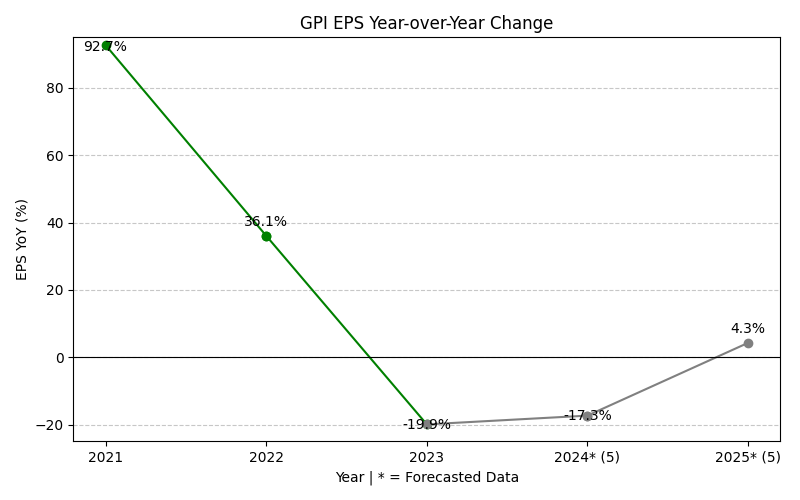 GPI EPS Year-over-Year Change
92.7%
80
60
40
20
0
−20
36.1%
-19.9%
-17.3%
4.3%
EPS YoY (%)
2021 2022 2023 2024* (5) 2025* (5)
Year | * = Forecasted Data